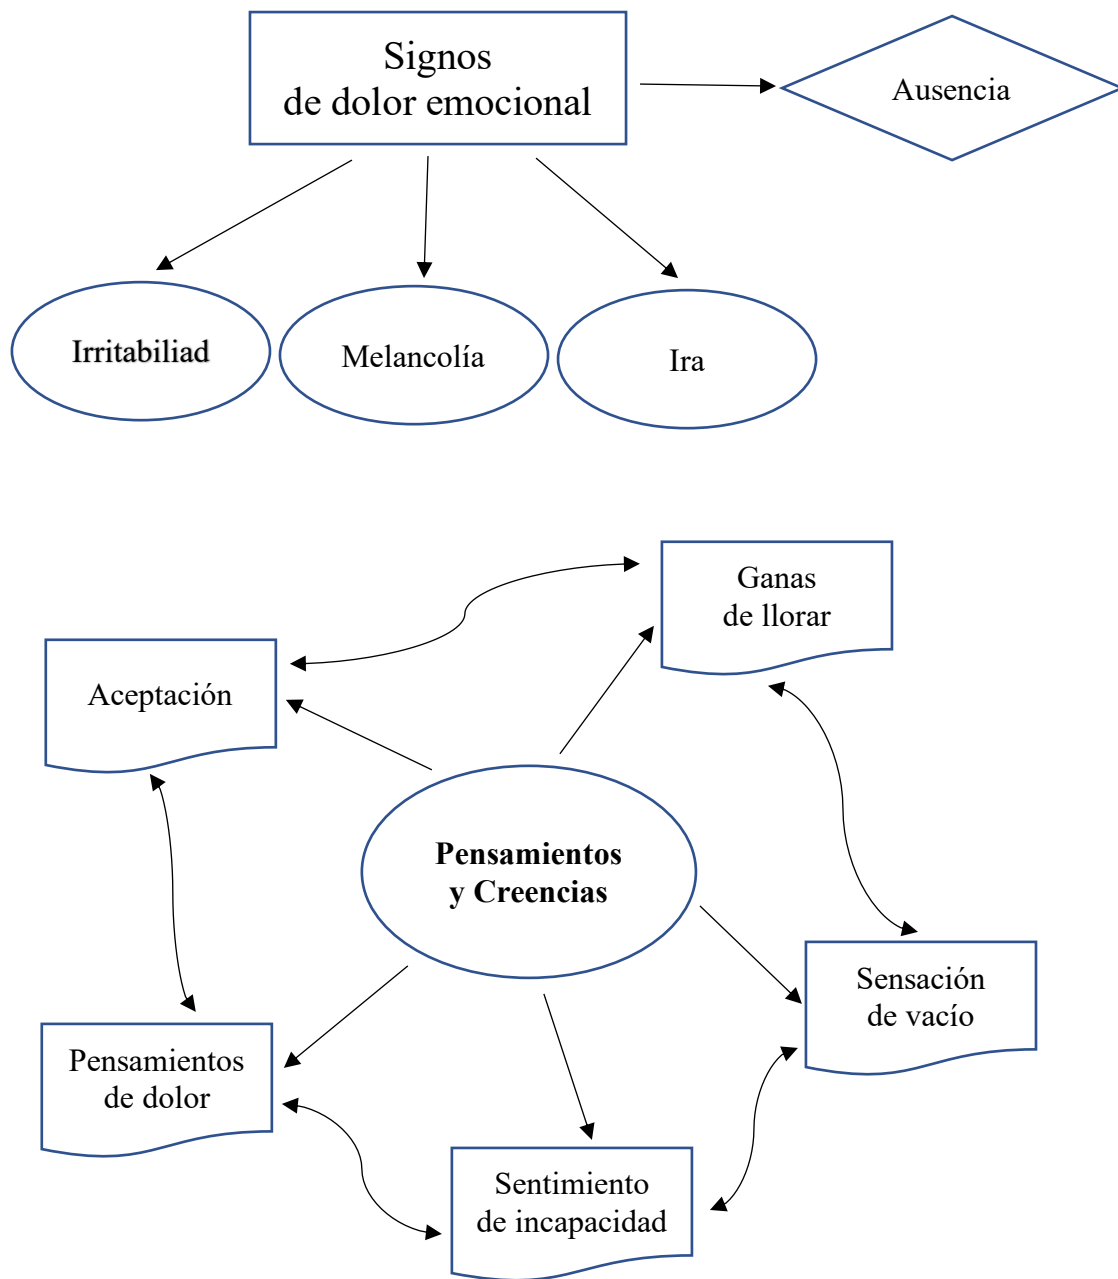 Signos
de dolor emocional
Ausencia
Irritabiliad
Melancolía
Ira
Ganas
de llorar
Aceptación
Pensamientos
y Creencias
Sensación
de vacío
Pensamientos
de dolor
Sentimiento
de incapacidad